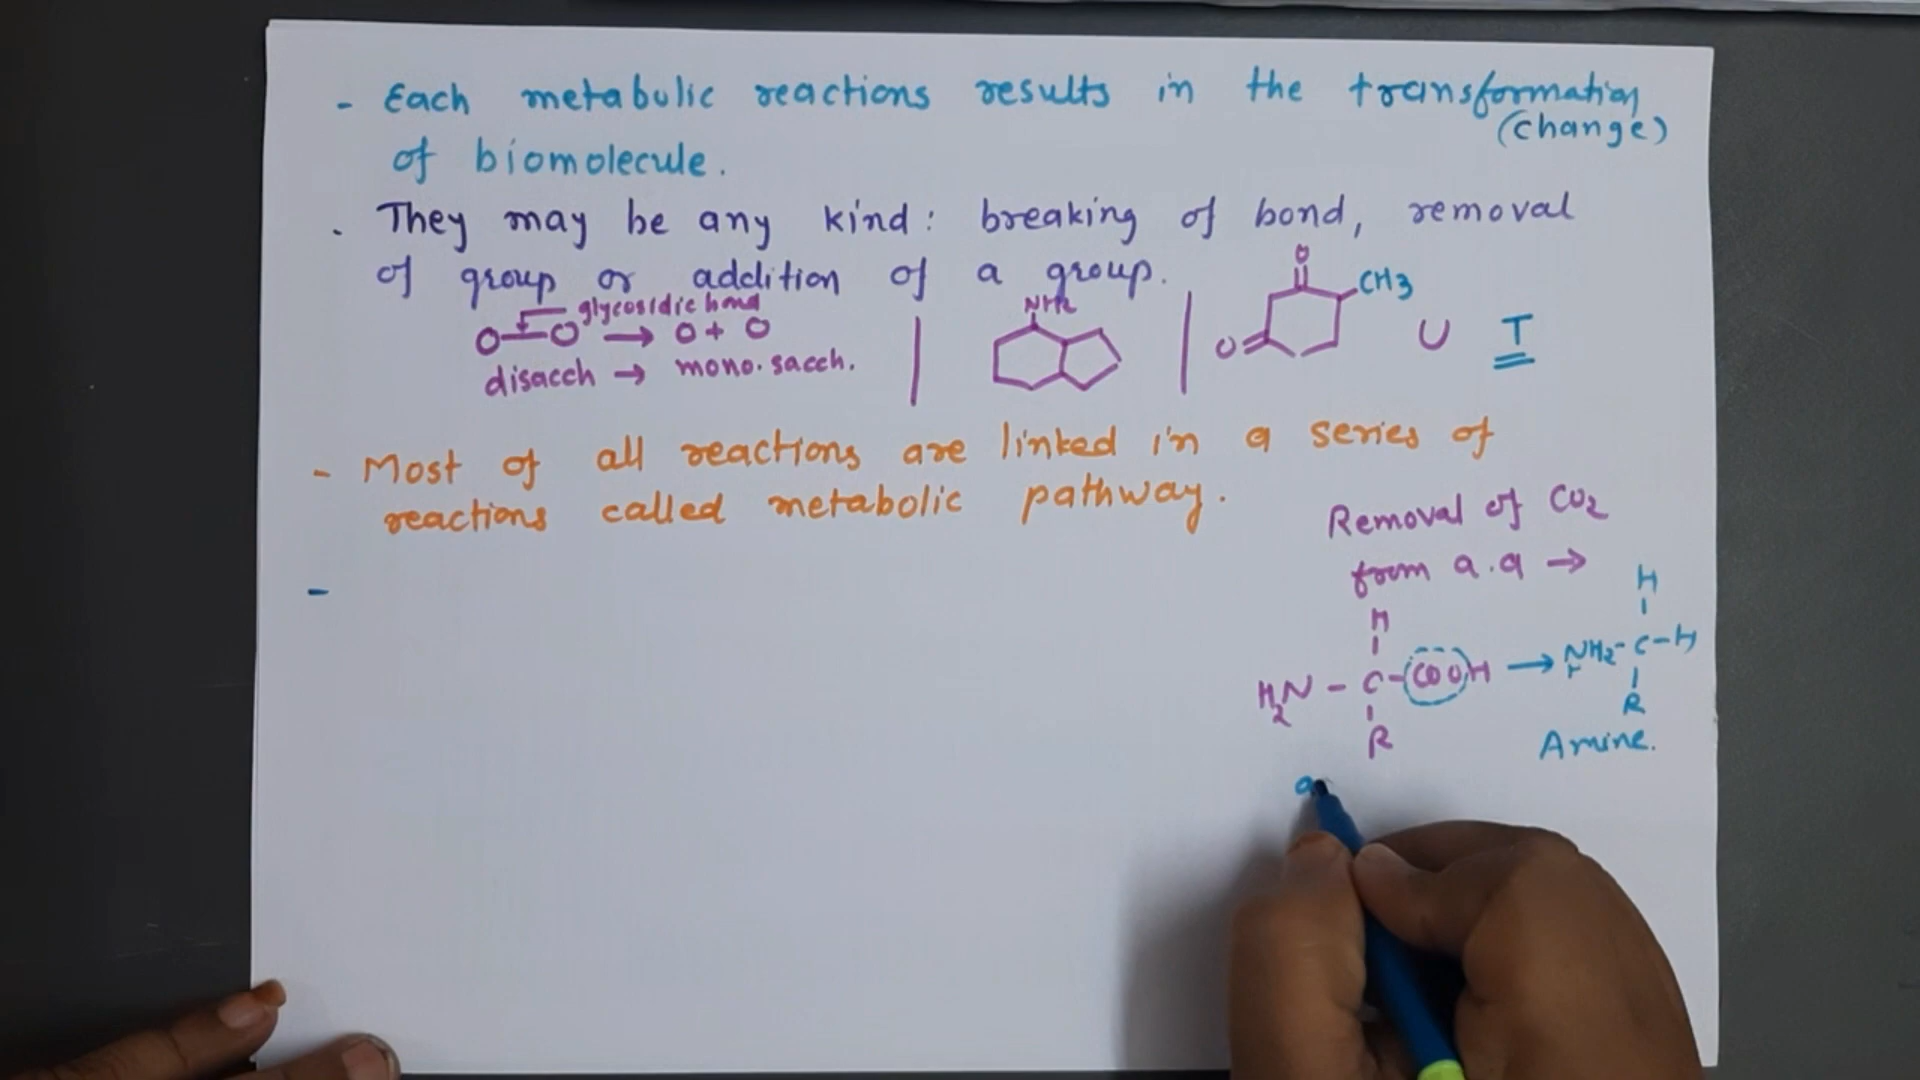 - Each metabolic reactions results in the transformation
(change)
of biomolecule.
. They may be any kind: breaking of bond, removal
of group or addition of a group.
glycosidic bond
O-O → O + O
disacch → mono.sacch.
NH2
O
CH3
O
U T
- Most of all reactions are linked in a series of
reactions called metabolic pathway.
-
Removal of CO2
from a.a →
H
H2N - C - COOH →
R
H
NH2 - C - H
R
Amine.
a